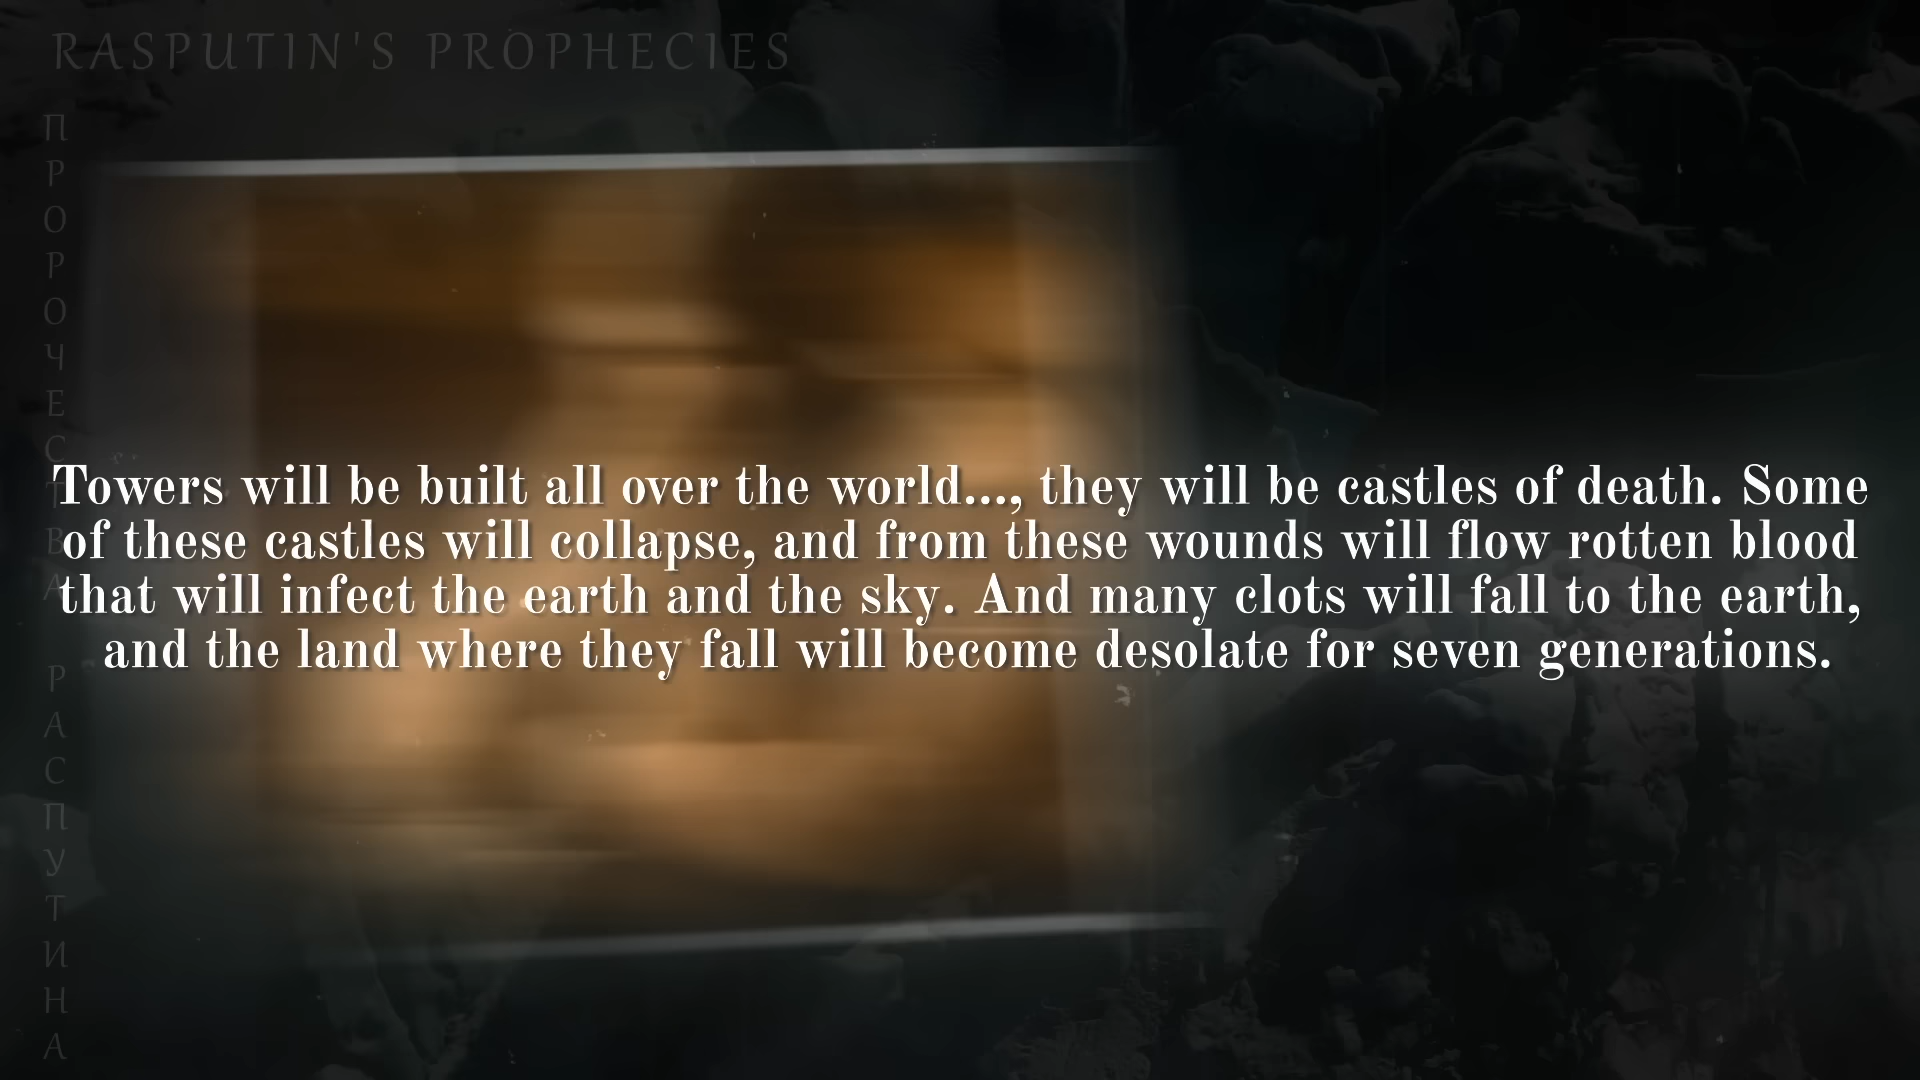 RASPUTIN'S PROPHECIES
ПРОРОЧЕСТВА РАСПУТИНА
Towers will be built all over the world..., they will be castles of death. Some
of these castles will collapse, and from these wounds will flow rotten blood
that will infect the earth and the sky. And many clots will fall to the earth,
and the land where they fall will become desolate for seven generations.